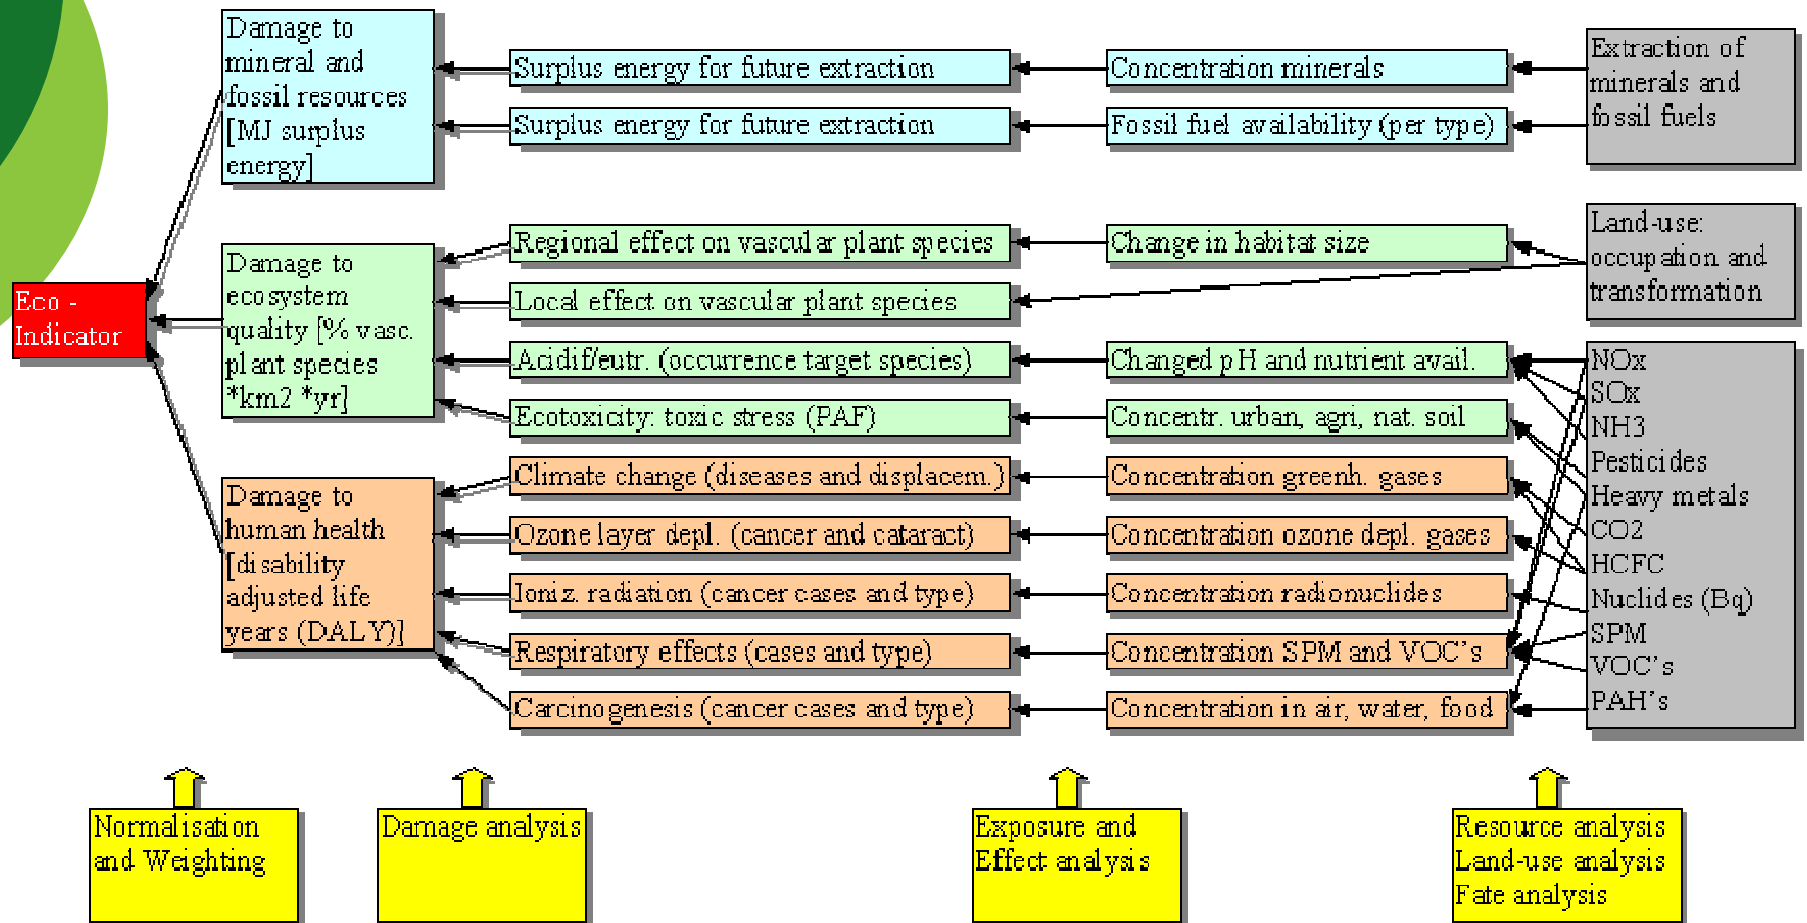 Damage to
mineral and
fossil resources
[MJ surplus
energy]
Surplus energy for future extraction
Concentration minerals
Extraction of
minerals and
fossil fuels
Surplus energy for future extraction
Fossil fuel availability (per type)
Eco -
Indicator
Damage to
ecosystem
quality [% vasc.
plant species
*km2 *yr]
Regional effect on vascular plant species
Change in habitat size
Land-use:
occupation and
transformation
Local effect on vascular plant species
Acidif/eutr. (occurrence target species)
Changed pH and nutrient avail.
Ecotoxicity: toxic stress (PAF)
Concentr. urban, agri, nat. soil
Damage to
human health
[disability
adjusted life
years (DALY)]
Climate change (diseases and displacem.)
Concentration greenh. gases
Ozone layer depl. (cancer and cataract)
Concentration ozone depl. gases
Ioniz. radiation (cancer cases and type)
Concentration radionuclides
Respiratory effects (cases and type)
Concentration SPM and VOC's
Carcinogenesis (cancer cases and type)
Concentration in air, water, food
NOx
SOx
NH3
Pesticides
Heavy metals
CO2
HCFC
Nuclides (Bq)
SPM
VOC's
PAH's
Normalisation
and Weighting
Damage analysis
Exposure and
Effect analysis
Resource analysis
Land-use analysis
Fate analysis